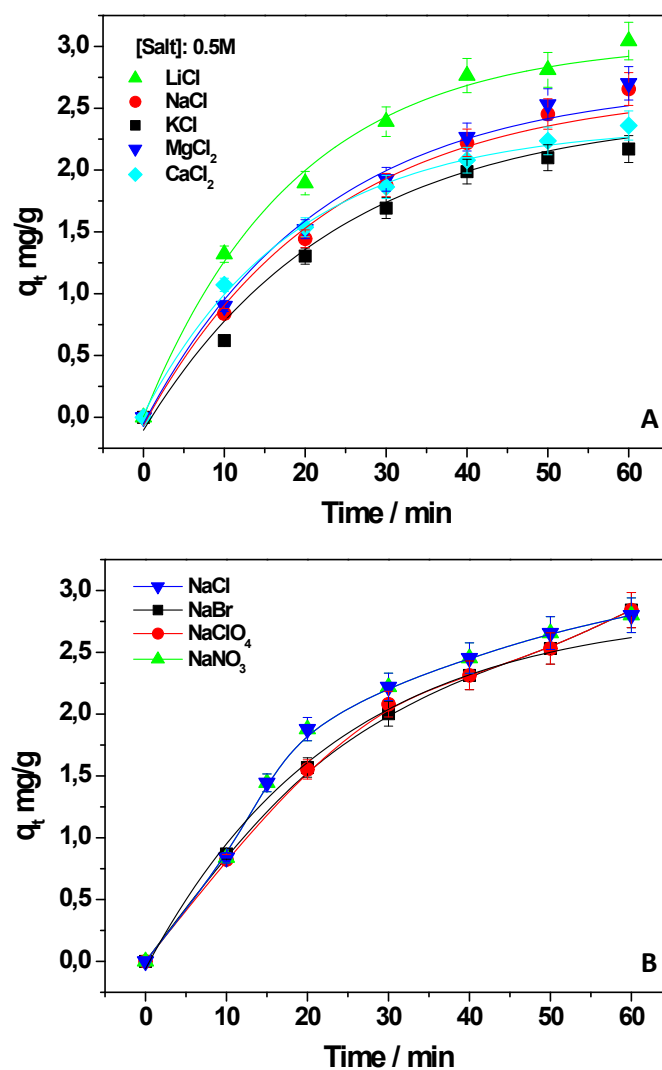 [Salt]: 0.5M
LiCl
NaCl
KCl
MgCl₂
CaCl₂
3,0
2,5
2,0
1,5
1,0
0,5
0,0
qₜ mg/g
0 10 20 30 40 50 60
Time / min
A
NaCl
NaBr
NaClO₄
NaNO₃
3,0
2,5
2,0
1,5
1,0
0,5
0,0
qₜ mg/g
0 10 20 30 40 50 60
Time / min
B